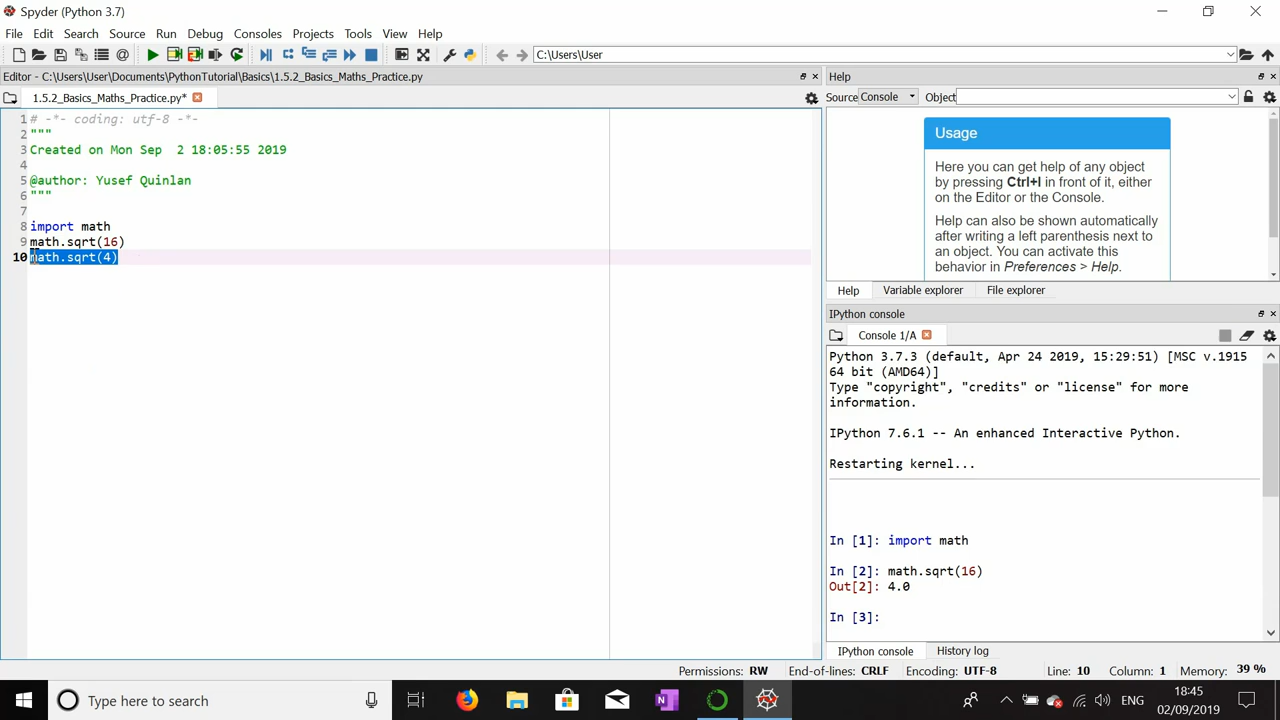 Spyder (Python 3.7)
File Edit Search Source Run Debug Consoles Projects Tools View Help
C:\Users\User
Editor - C:\Users\User\Documents\PythonTutorial\Basics\1.5.2_Basics_Maths_Practice.py
1.5.2_Basics_Maths_Practice.py*
1 # -*- coding: utf-8 -*-
2 """
3 Created on Mon Sep  2 18:05:55 2019
4
5 @author: Yusef Quinlan
6 """
7
8 import math
9 math.sqrt(16)
10 math.sqrt(4)
Help
Source Console Object
Usage
Here you can get help of any object
by pressing Ctrl+I in front of it, either
on the Editor or the Console.
Help can also be shown automatically
after writing a left parenthesis next to
an object. You can activate this
behavior in Preferences > Help.
Help Variable explorer File explorer
IPython console
Console 1/A
Python 3.7.3 (default, Apr 24 2019, 15:29:51) [MSC v.1915
64 bit (AMD64)]
Type "copyright", "credits" or "license" for more
information.
IPython 7.6.1 -- An enhanced Interactive Python.
Restarting kernel...
In [1]: import math
In [2]: math.sqrt(16)
Out[2]: 4.0
In [3]:
IPython console History log
Permissions: RW End-of-lines: CRLF Encoding: UTF-8 Line: 10 Column: 1 Memory: 39 %
Type here to search
ENG
18:45
02/09/2019